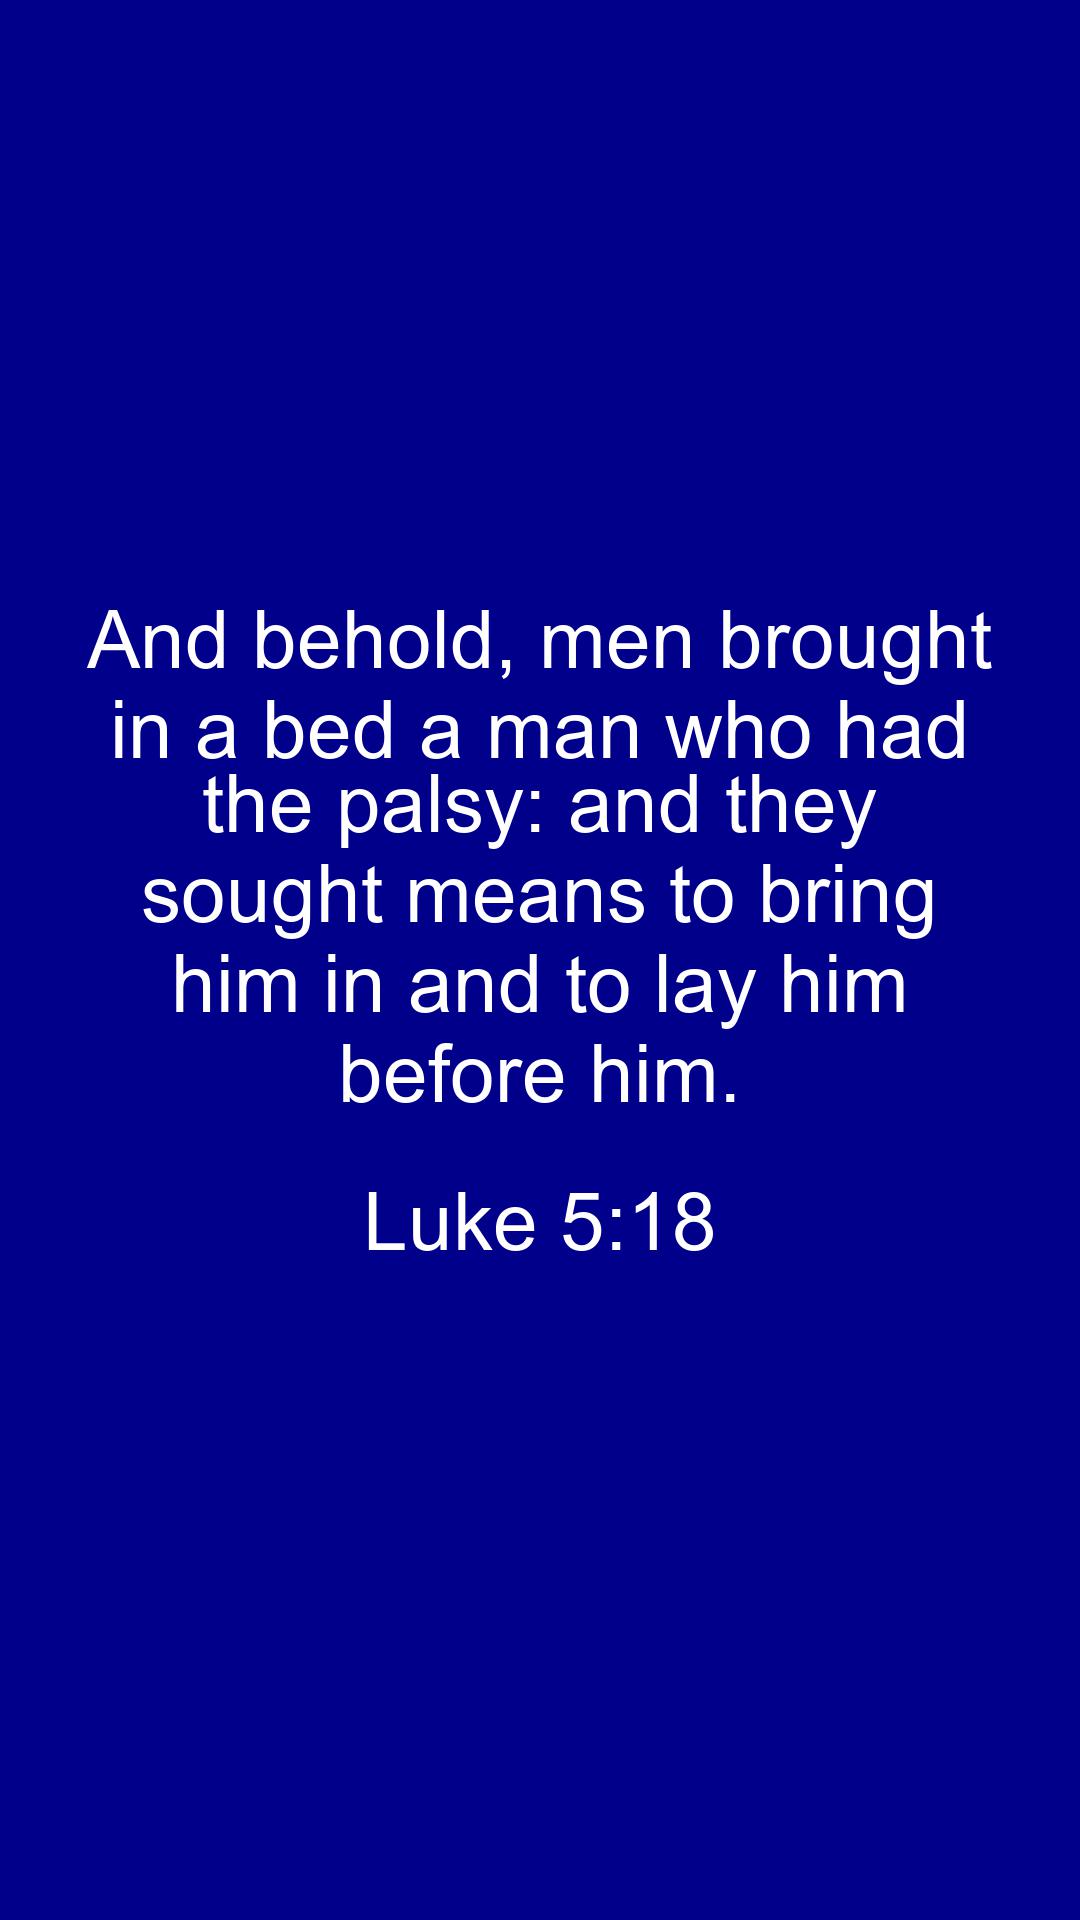 And behold, men brought
in a bed a man who had
the palsy: and they
sought means to bring
him in and to lay him
before him.
Luke 5:18